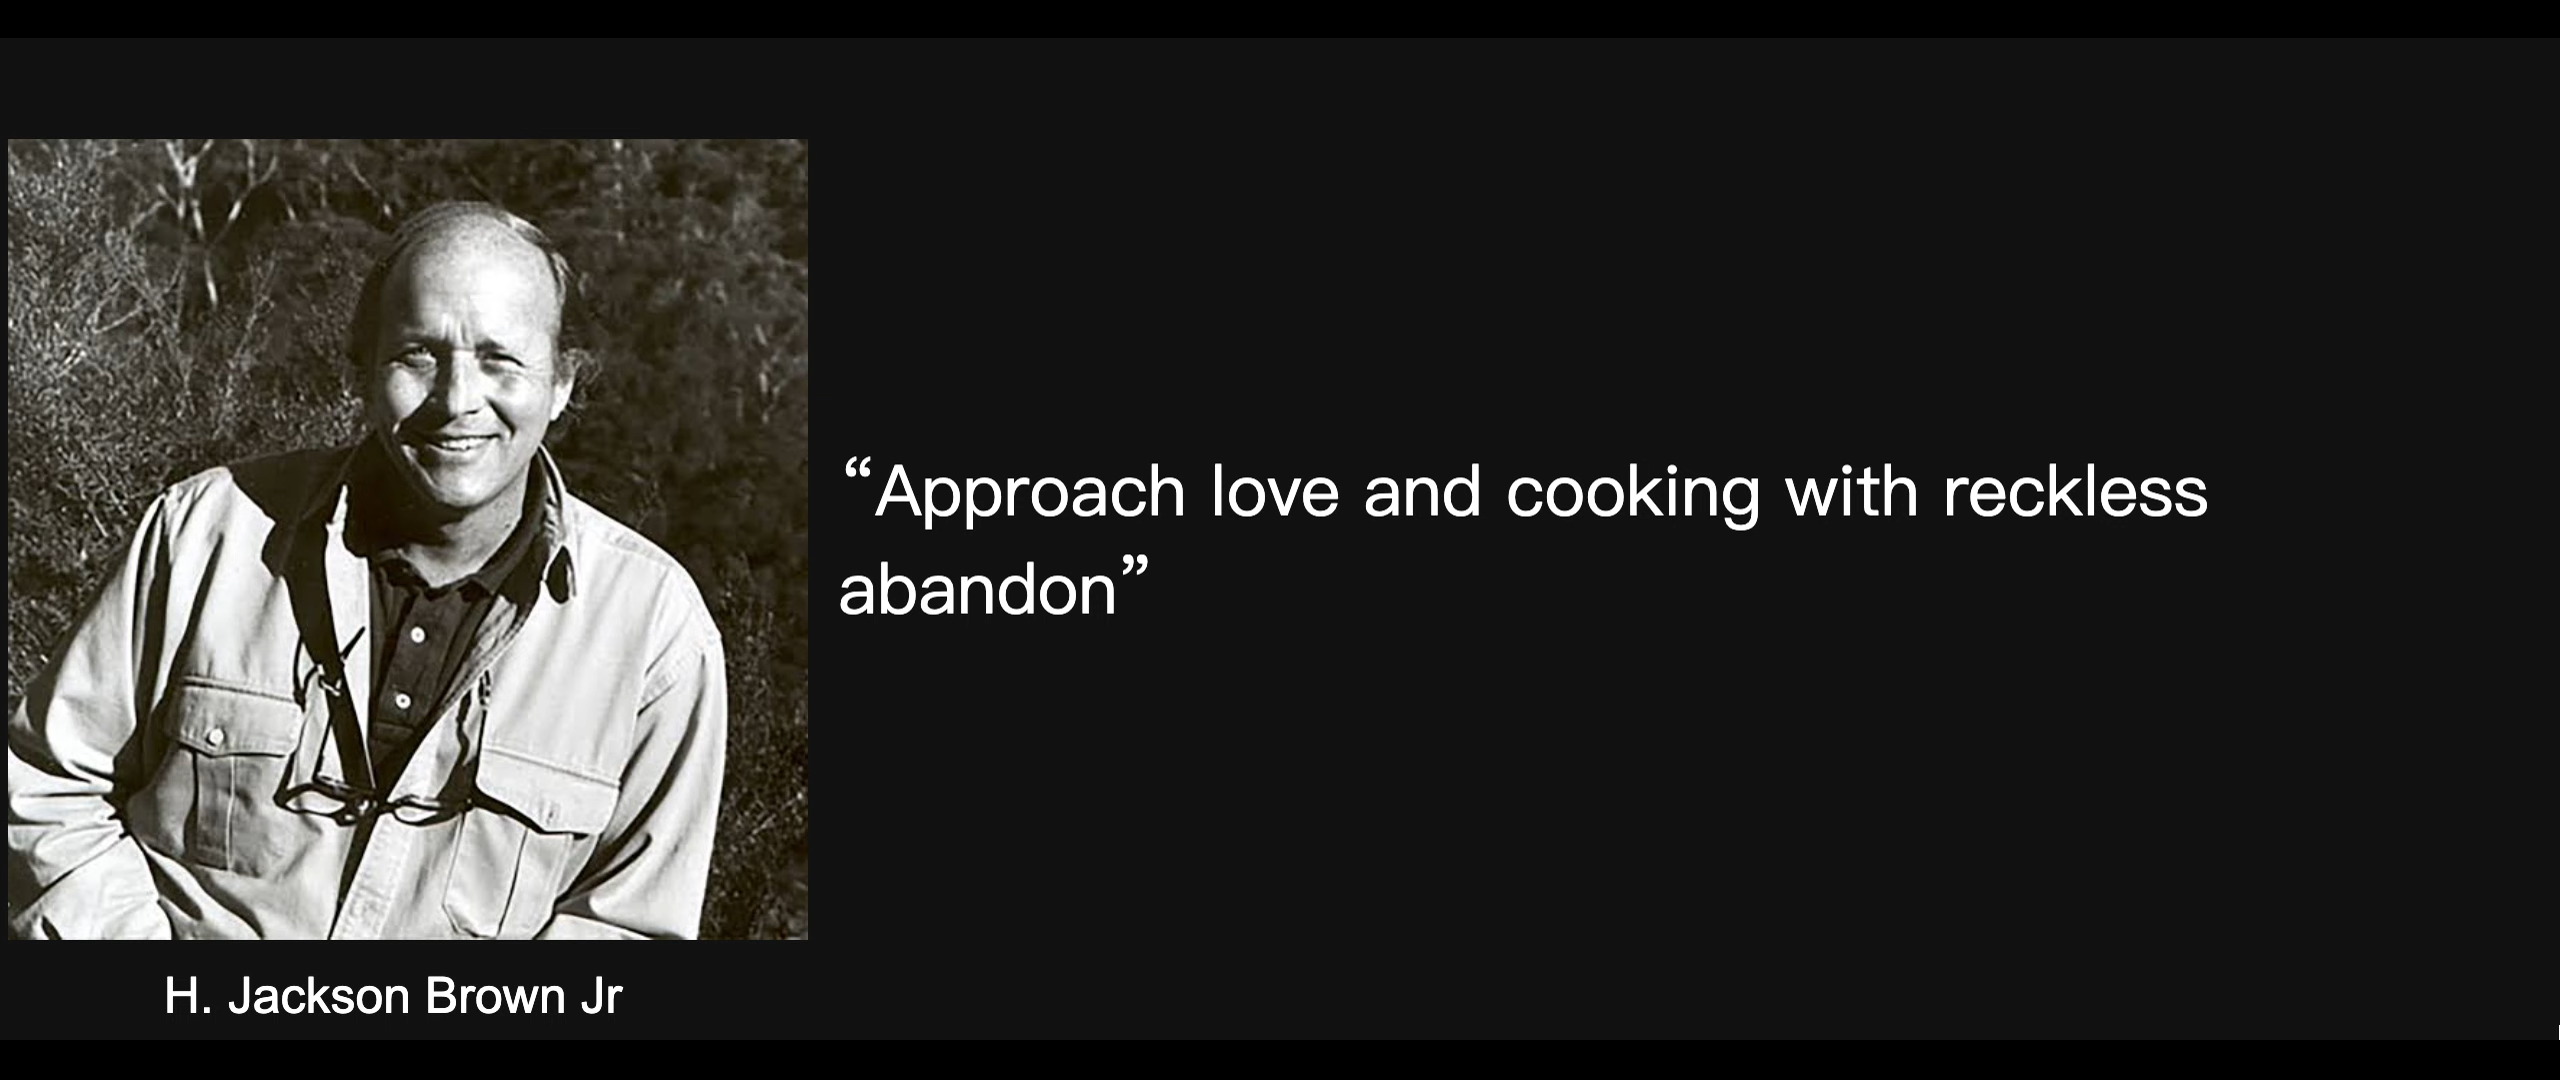 “Approach love and cooking with reckless
abandon”
H. Jackson Brown Jr